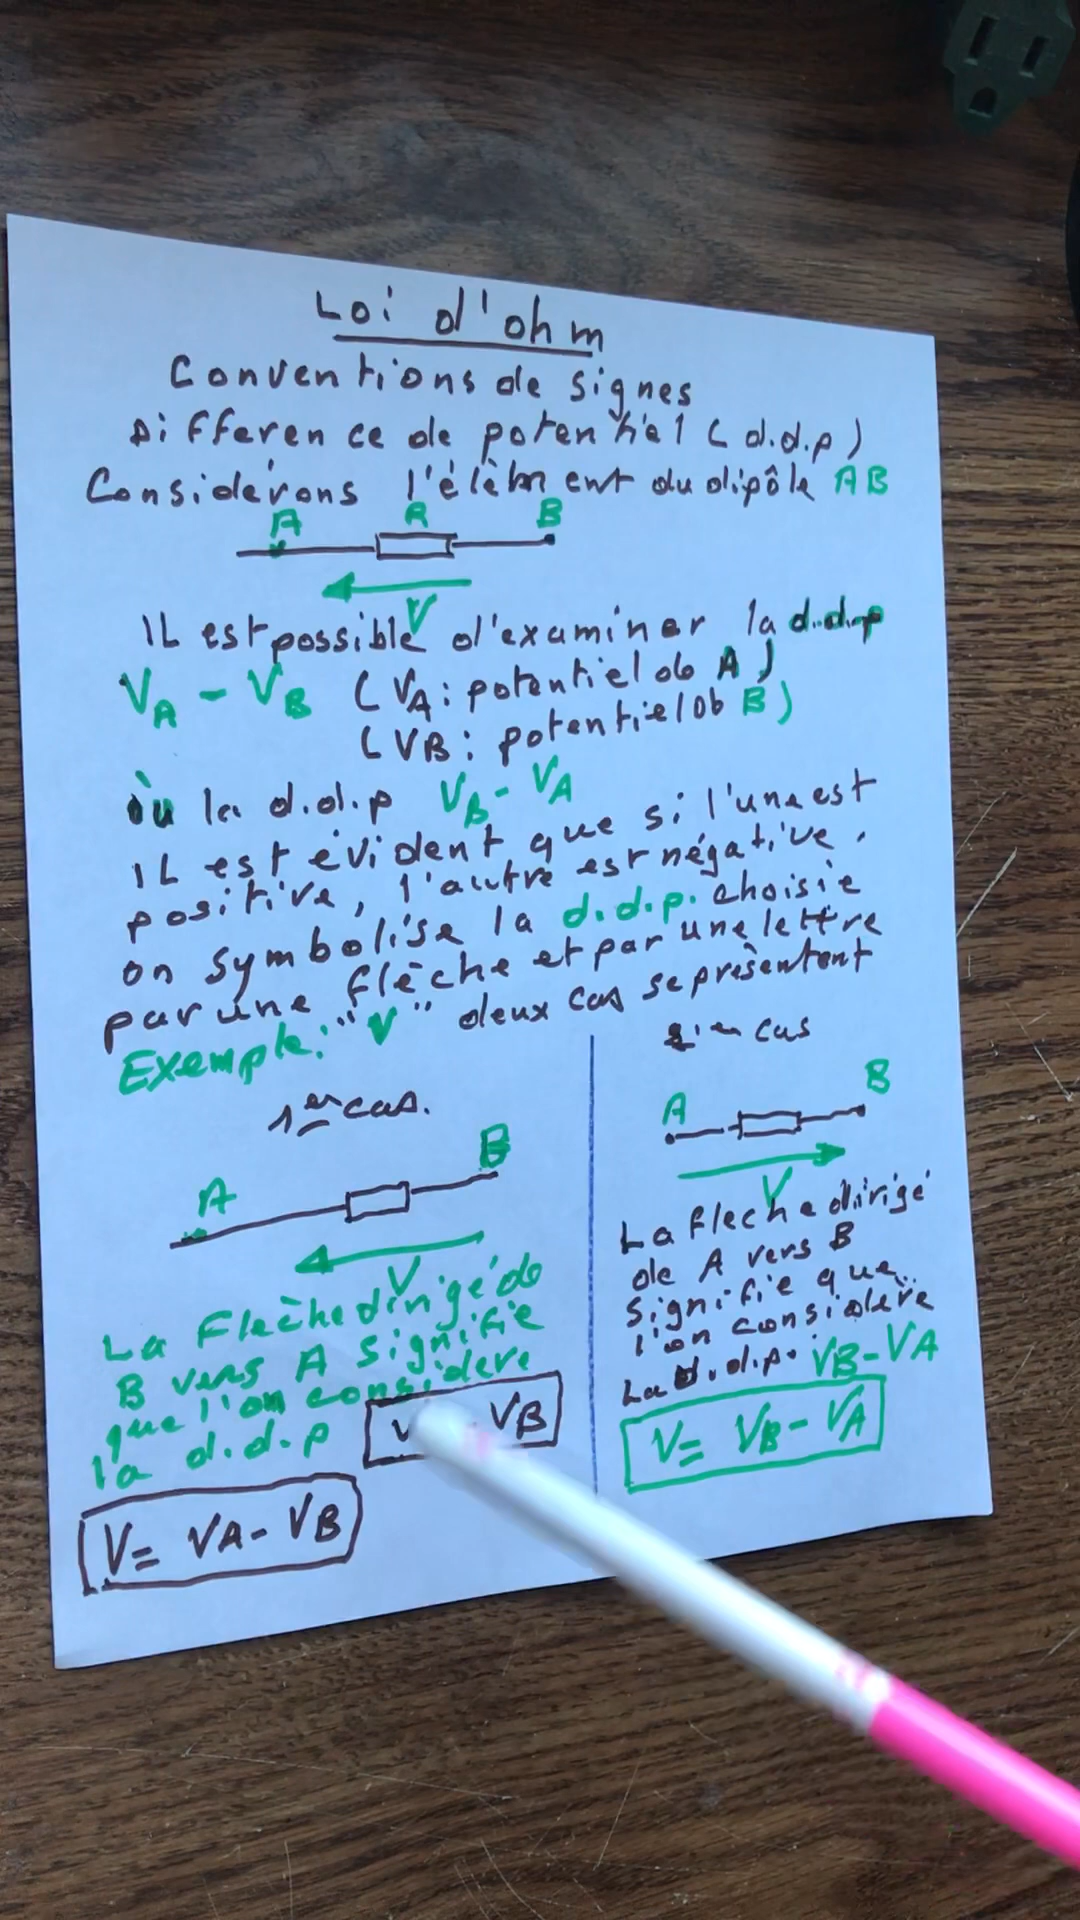 Loi d'ohm
Conventions de signes
Différence de potentiel (d.d.p)
Considérons l'élément du dipôle AB
A R B
V
IL est possible d'examiner la d.d.p
VA - VB (VA: potentiel de A)
(VB: potentiel de B)
où la d.d.p VB - VA
IL est évident que si l'une est
positive, l'autre est négative.
on symbolise la d.d.p. choisie
par une flèche et par une lettre
Exemple: "V" deux cas se présentent
1er cas.
A B
V
La Flèche dirigé de
B vers A signifie
que l'on considère
la d.d.p VB
V= VA- VB
cas
A B
V
La fleche dirigé
de A vers B
signifie que
l'on considère
La d.d.p. VB-VA
V= VB-VA